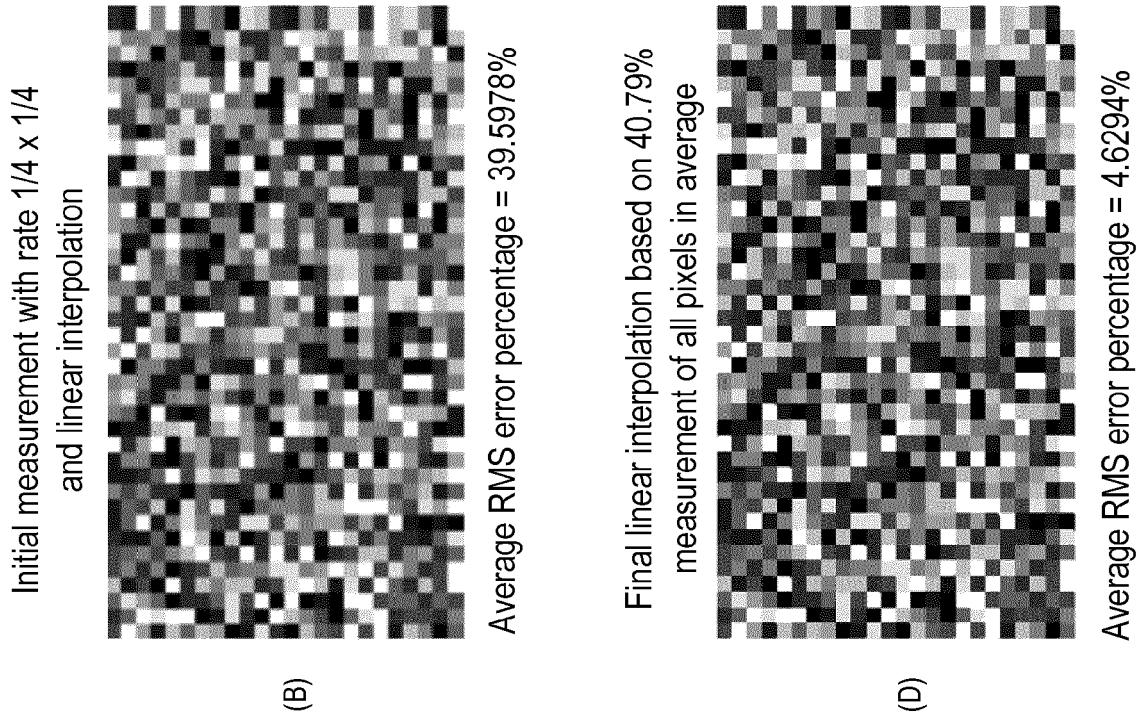 Initial measurement with rate 1/4 x 1/4
and linear interpolation
(B)
Average RMS error percentage = 39.5978%
Final linear interpolation based on 40.79%
measurement of all pixels in average
(D)
Average RMS error percentage = 4.6294%